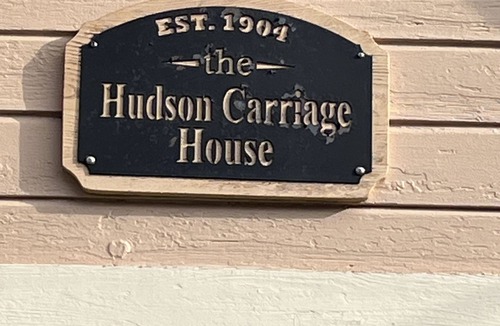 EST. 1904
the
Hudson Carriage
House